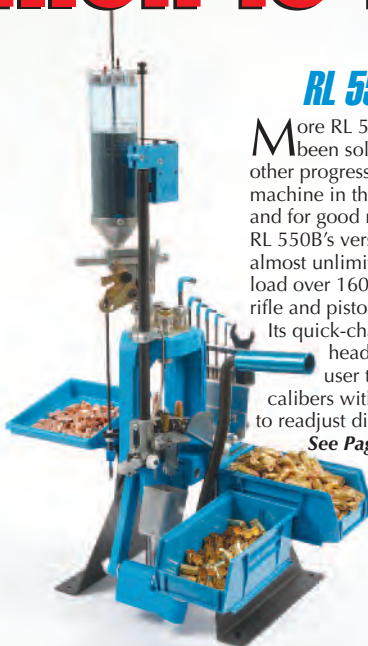 RL 55
More RL 5
been sol
other progress
machine in th
and for good r
RL 550B's vers
almost unlimit
load over 160
rifle and pisto
Its quick-cha
head
user t
calibers with
to readjust di
See Pag